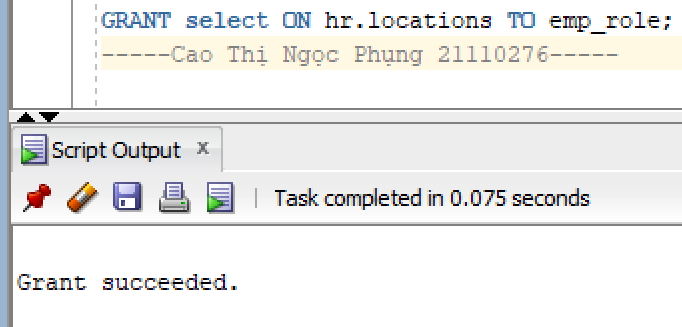 GRANT select ON hr.locations TO emp_role;
-----Cao Thị Ngọc Phụng 21110276-----
Script Output x
Task completed in 0.075 seconds
Grant succeeded.